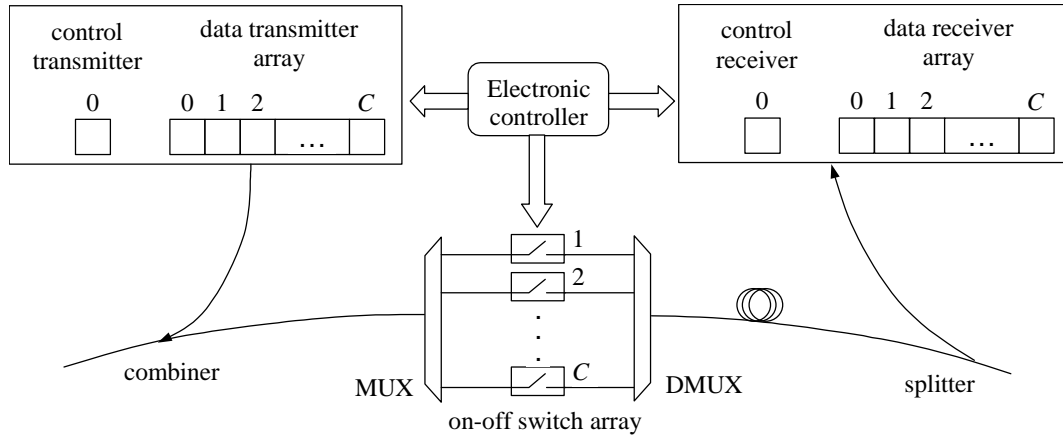 control
transmitter
data transmitter
array
0
0 1 2 ... C
Electronic
controller
control
receiver
data receiver
array
0
0 1 2 ... C
1
2
.
.
.
C
combiner
MUX
DMUX
splitter
on-off switch array